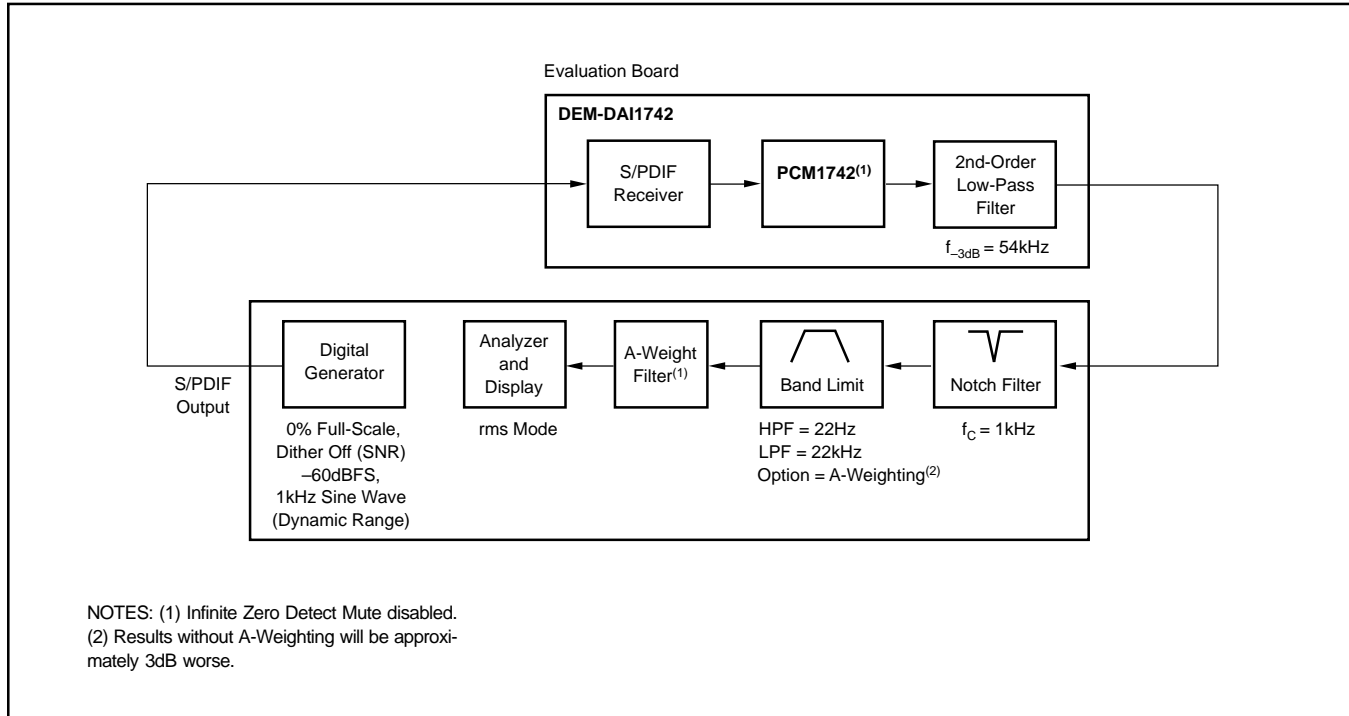 Evaluation Board
DEM-DAI1742
S/PDIF
Receiver
PCM1742(1)
2nd-Order
Low-Pass
Filter
f–3dB = 54kHz
S/PDIF
Output
Digital
Generator
0% Full-Scale,
Dither Off (SNR)
–60dBFS,
1kHz Sine Wave
(Dynamic Range)
Analyzer
and
Display
rms Mode
A-Weight
Filter(1)
Band Limit
HPF = 22Hz
LPF = 22kHz
Option = A-Weighting(2)
Notch Filter
fC = 1kHz
NOTES: (1) Infinite Zero Detect Mute disabled.
(2) Results without A-Weighting will be approxi-
mately 3dB worse.